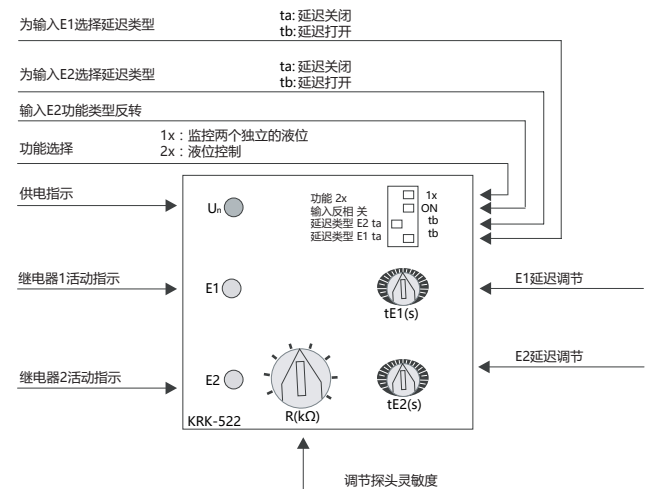 为输入E1选择延迟类型
ta: 延迟关闭
tb: 延迟打开
为输入E2选择延迟类型
ta: 延迟关闭
tb: 延迟打开
输入E2功能类型反转
功能选择
1x：监控两个独立的液位
2x：液位控制
供电指示
Un
功能 2x
1x
输入反相 关
ON
延迟类型 E2 ta
tb
延迟类型 E1 ta
tb
继电器1活动指示
E1
tE1(s)
E1延迟调节
E2延迟调节
继电器2活动指示
E2
R(kΩ)
tE2(s)
KRK-522
调节探头灵敏度